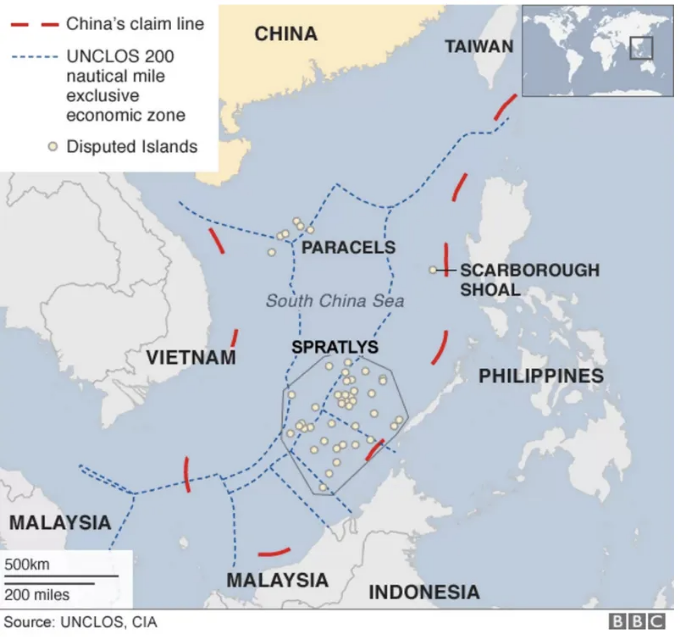 China's claim line
UNCLOS 200
nautical mile
exclusive
economic zone
Disputed Islands
CHINA
TAIWAN
PARACELS
SCARBOROUGH
SHOAL
South China Sea
SPRATLYS
VIETNAM
PHILIPPINES
MALAYSIA
500km
200 miles
MALAYSIA
INDONESIA
Source: UNCLOS, CIA
BBC